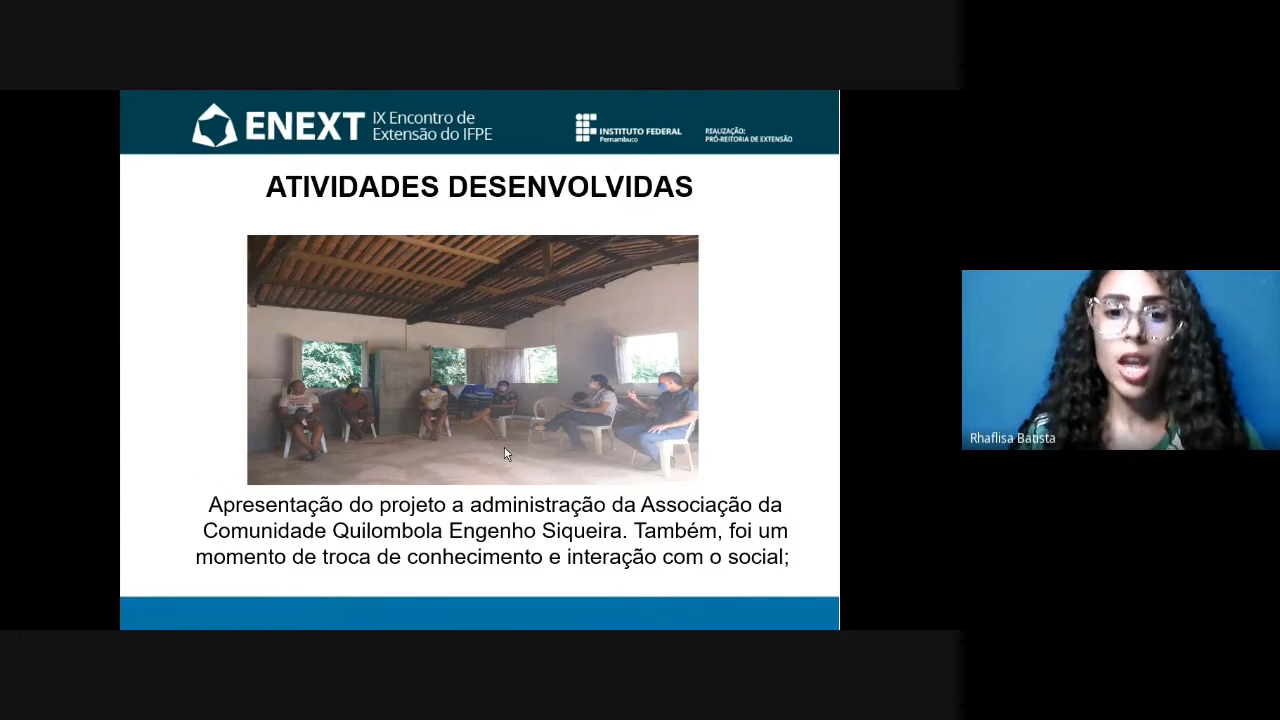 ENEXT
IX Encontro de
Extensão do IFPE
INSTITUTO FEDERAL
Pernambuco
REALIZAÇÃO:
PRÓ-REITORIA DE EXTENSÃO
ATIVIDADES DESENVOLVIDAS
Apresentação do projeto a administração da Associação da
Comunidade Quilombola Engenho Siqueira. Também, foi um
momento de troca de conhecimento e interação com o social;
Rhaflisa Batista